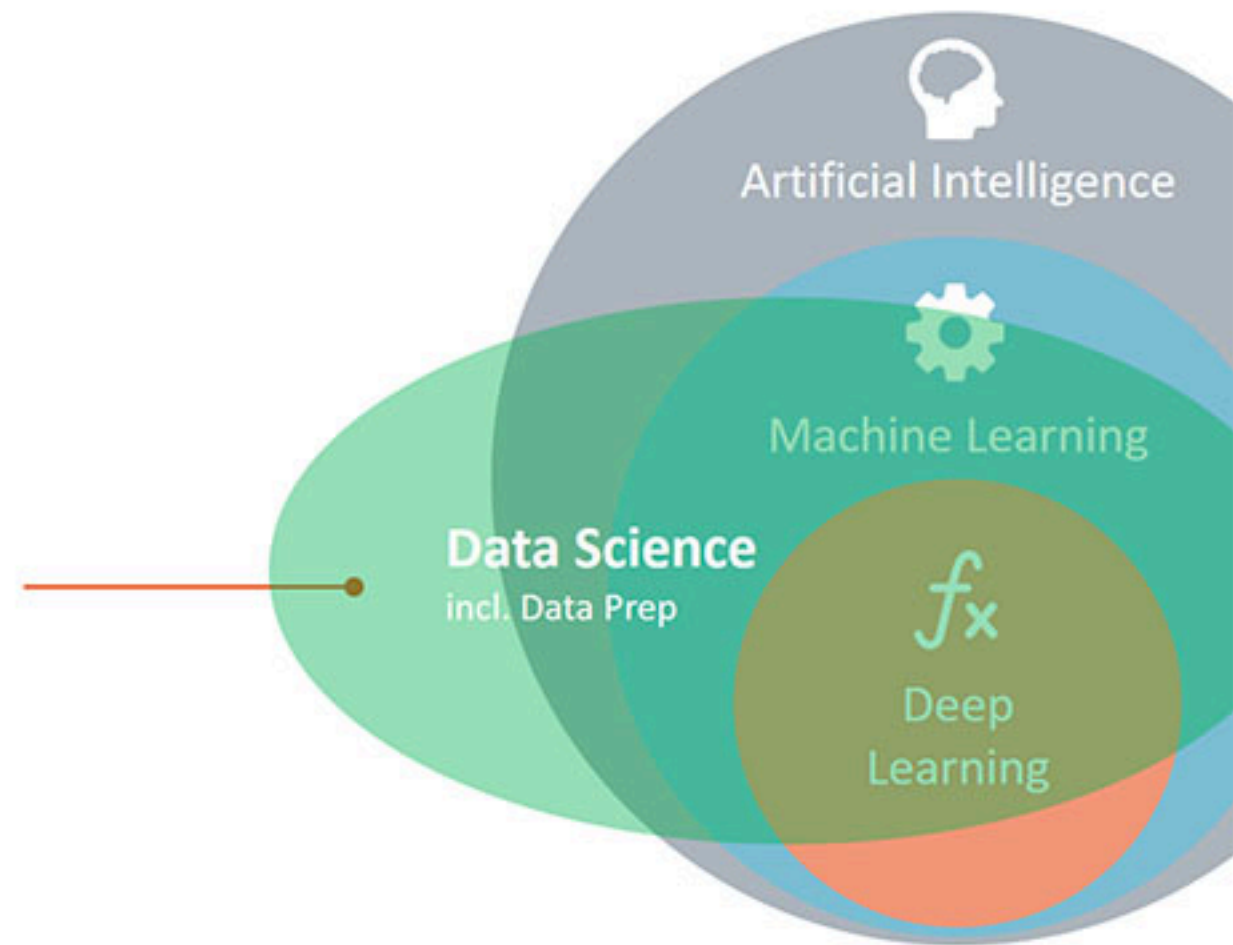 Artificial Intelligence
Machine Learning
Data Science
incl. Data Prep
fx
Deep
Learning